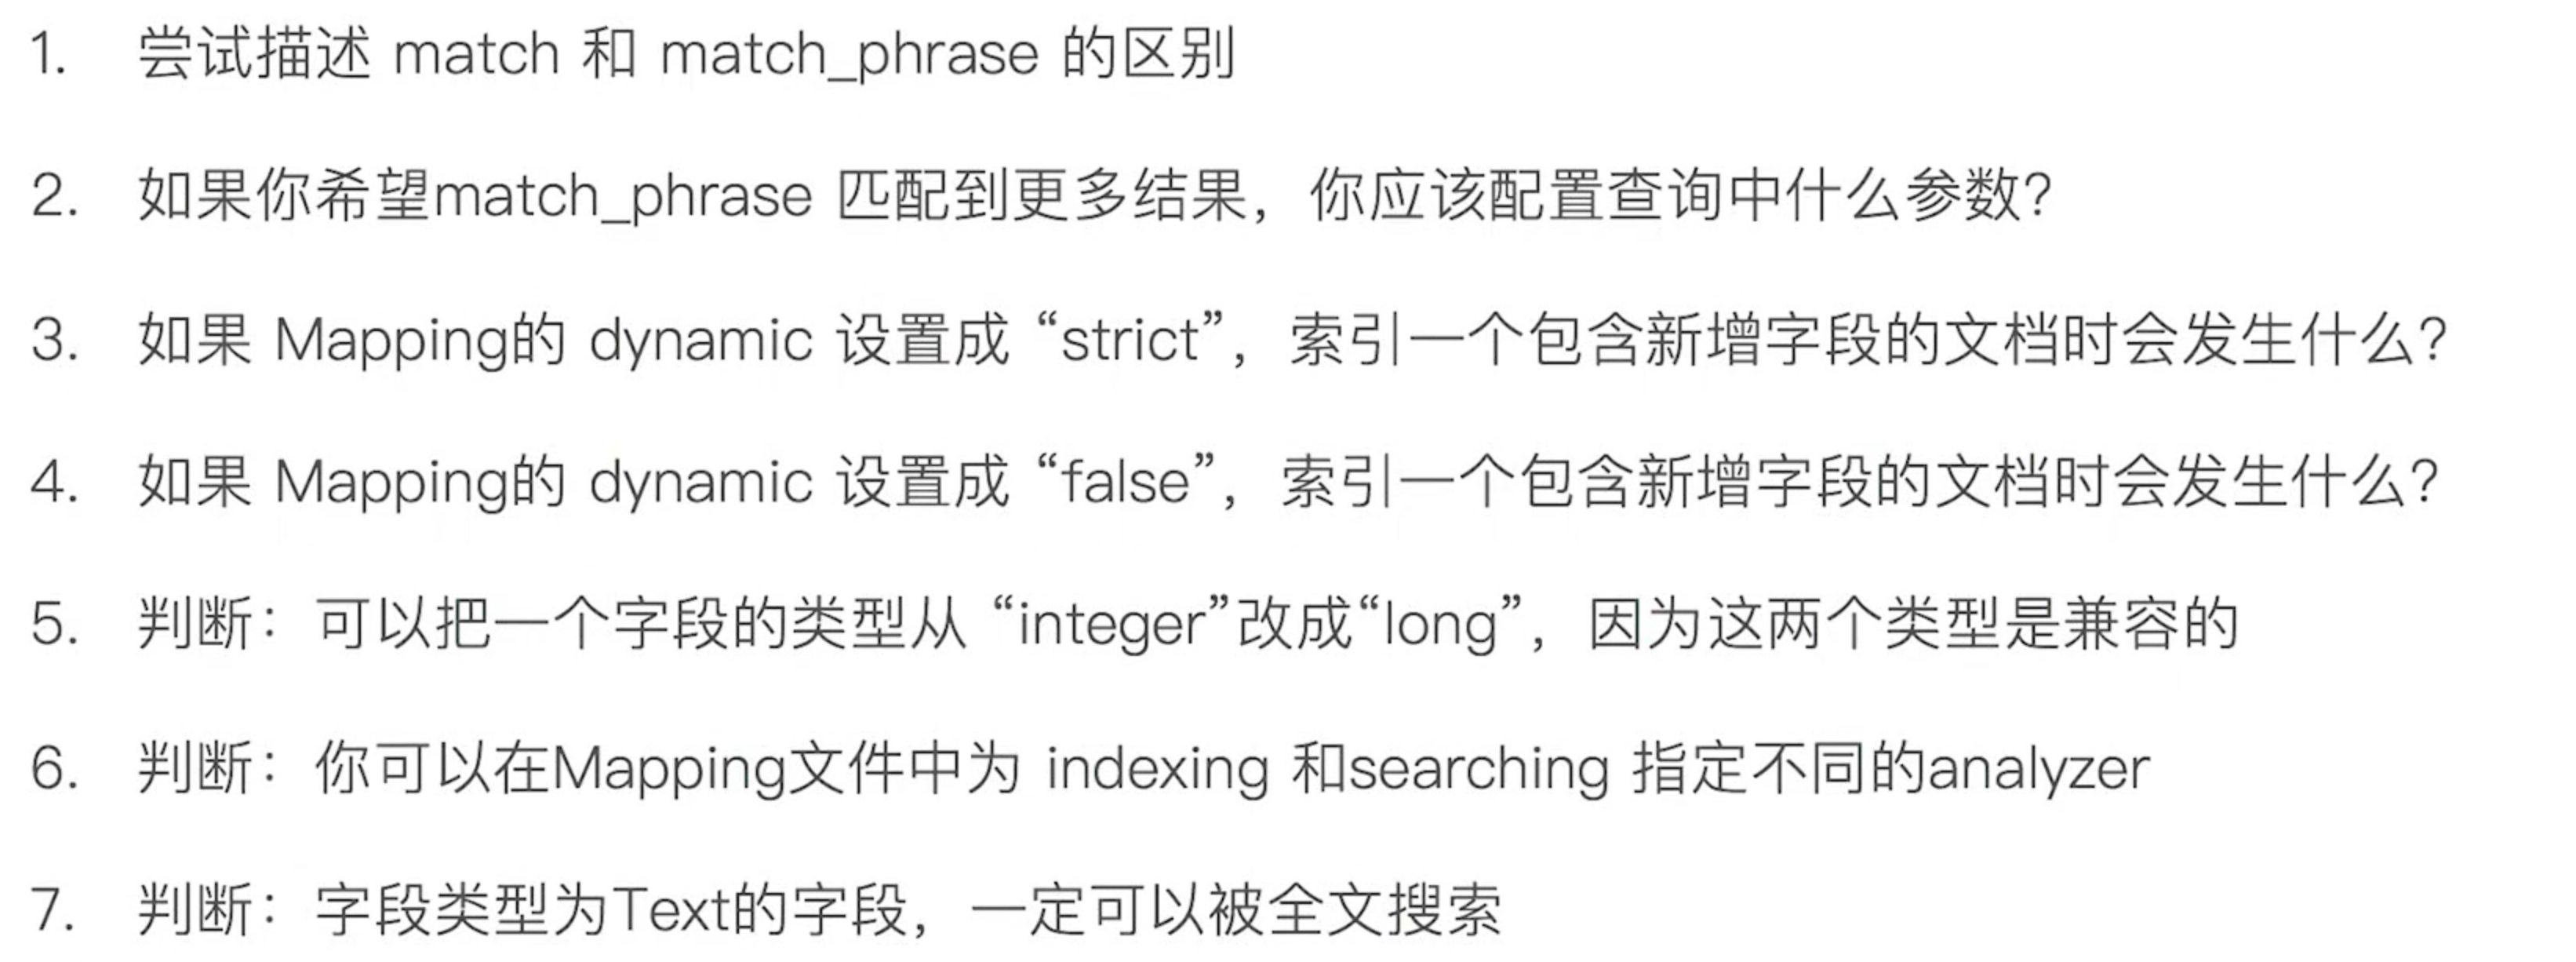 1. 尝试描述 match 和 match_phrase 的区别
2. 如果你希望match_phrase 匹配到更多结果，你应该配置查询中什么参数？
3. 如果 Mapping的 dynamic 设置成 “strict”，索引一个包含新增字段的文档时会发生什么？
4. 如果 Mapping的 dynamic 设置成 “false”，索引一个包含新增字段的文档时会发生什么？
5. 判断：可以把一个字段的类型从 “integer”改成“long”，因为这两个类型是兼容的
6. 判断：你可以在Mapping文件中为 indexing 和searching 指定不同的analyzer
7. 判断：字段类型为Text的字段，一定可以被全文搜索